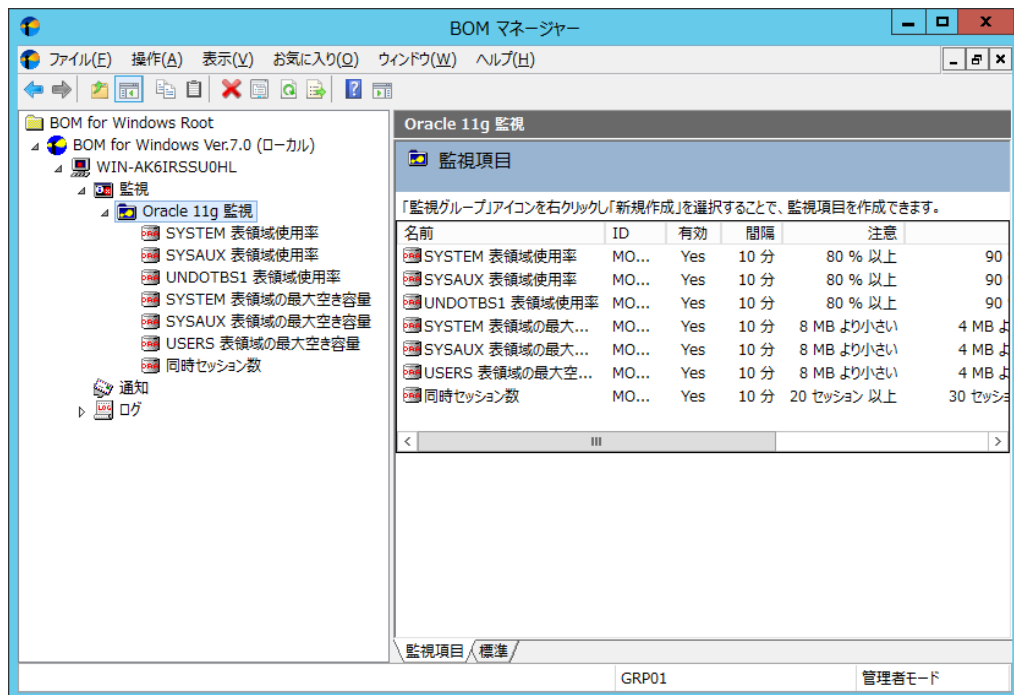 BOM マネージャー
ファイル(F) 操作(A) 表示(V) お気に入り(O) ウィンドウ(W) ヘルプ(H)
BOM for Windows Root
BOM for Windows Ver.7.0 (ローカル)
WIN-AK6IRSSU0HL
監視
Oracle 11g 監視
SYSTEM 表領域使用率
SYSAUX 表領域使用率
UNDOTBS1 表領域使用率
SYSTEM 表領域の最大空き容量
SYSAUX 表領域の最大空き容量
USERS 表領域の最大空き容量
同時セッション数
通知
ログ
Oracle 11g 監視
監視項目
「監視グループ」アイコンを右クリックし「新規作成」を選択することで、監視項目を作成できます。
名前 ID 有効 間隔 注意
SYSTEM 表領域使用率 MO... Yes 10 分 80 % 以上 90
SYSAUX 表領域使用率 MO... Yes 10 分 80 % 以上 90
UNDOTBS1 表領域使用率 MO... Yes 10 分 80 % 以上 90
SYSTEM 表領域の最大... MO... Yes 10 分 8 MB より小さい 4 MB よ
SYSAUX 表領域の最大... MO... Yes 10 分 8 MB より小さい 4 MB よ
USERS 表領域の最大空... MO... Yes 10 分 8 MB より小さい 4 MB よ
同時セッション数 MO... Yes 10 分 20 セッション 以上 30 セッショ
監視項目 標準
GRP01 管理者モード